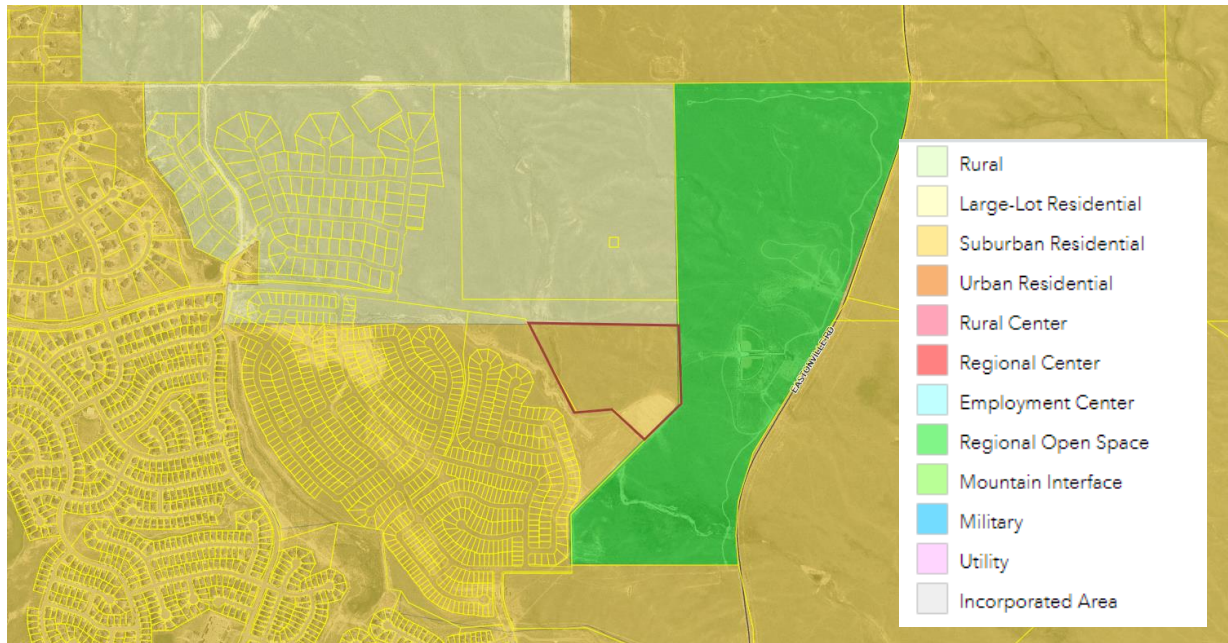 Rural
Large-Lot Residential
Suburban Residential
Urban Residential
Rural Center
Regional Center
Employment Center
Regional Open Space
Mountain Interface
Military
Utility
Incorporated Area
EASTONVILLE RD